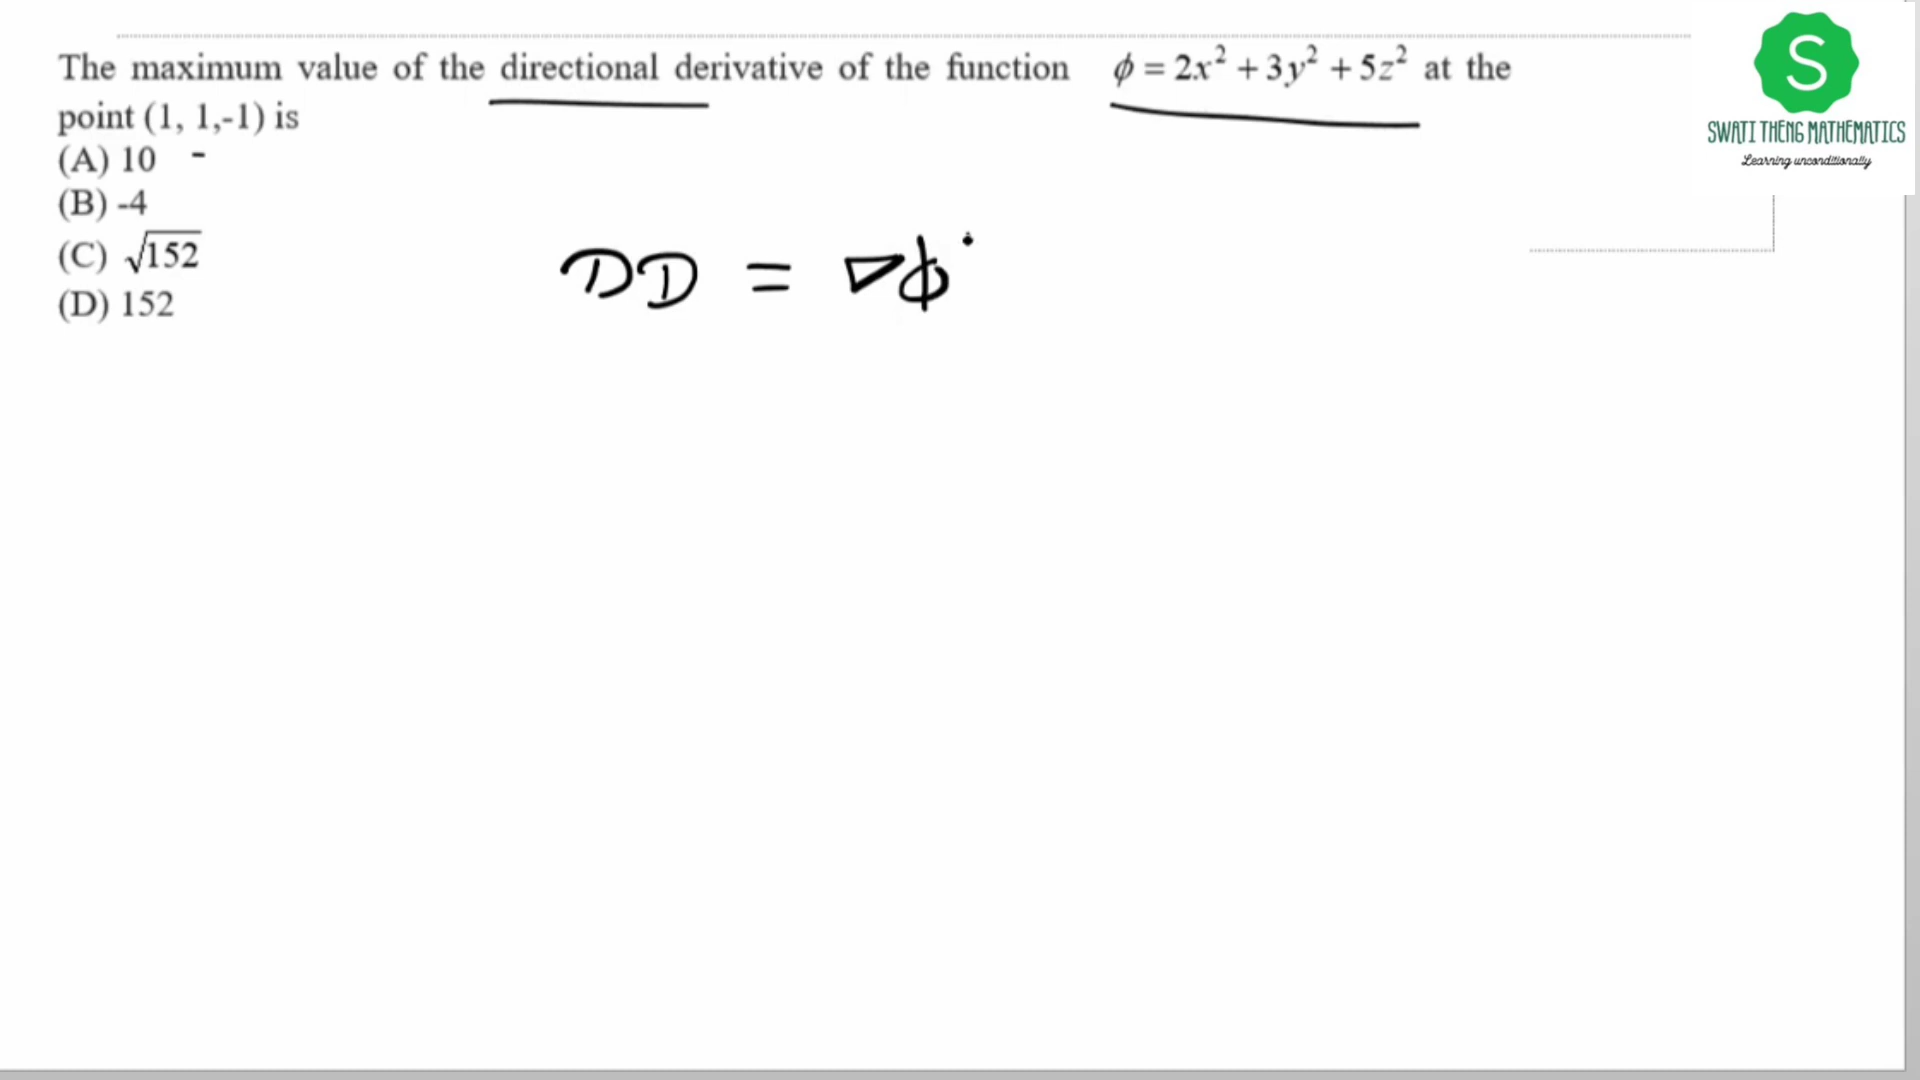 The maximum value of the directional derivative of the function ϕ = 2x² + 3y² + 5z² at the
point (1, 1,-1) is
(A) 10
(B) -4
(C) √152
(D) 152
DD = ∇ϕ
S
SWATI THENG MATHEMATICS
Learning unconditionally